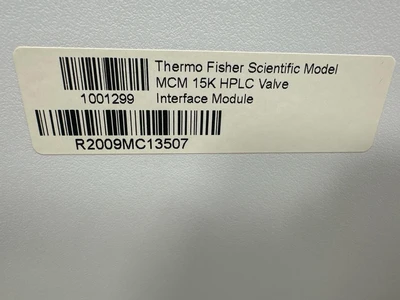 Thermo Fisher Scientific Model
MCM 15K HPLC Valve
1001299 Interface Module
R2009MC13507